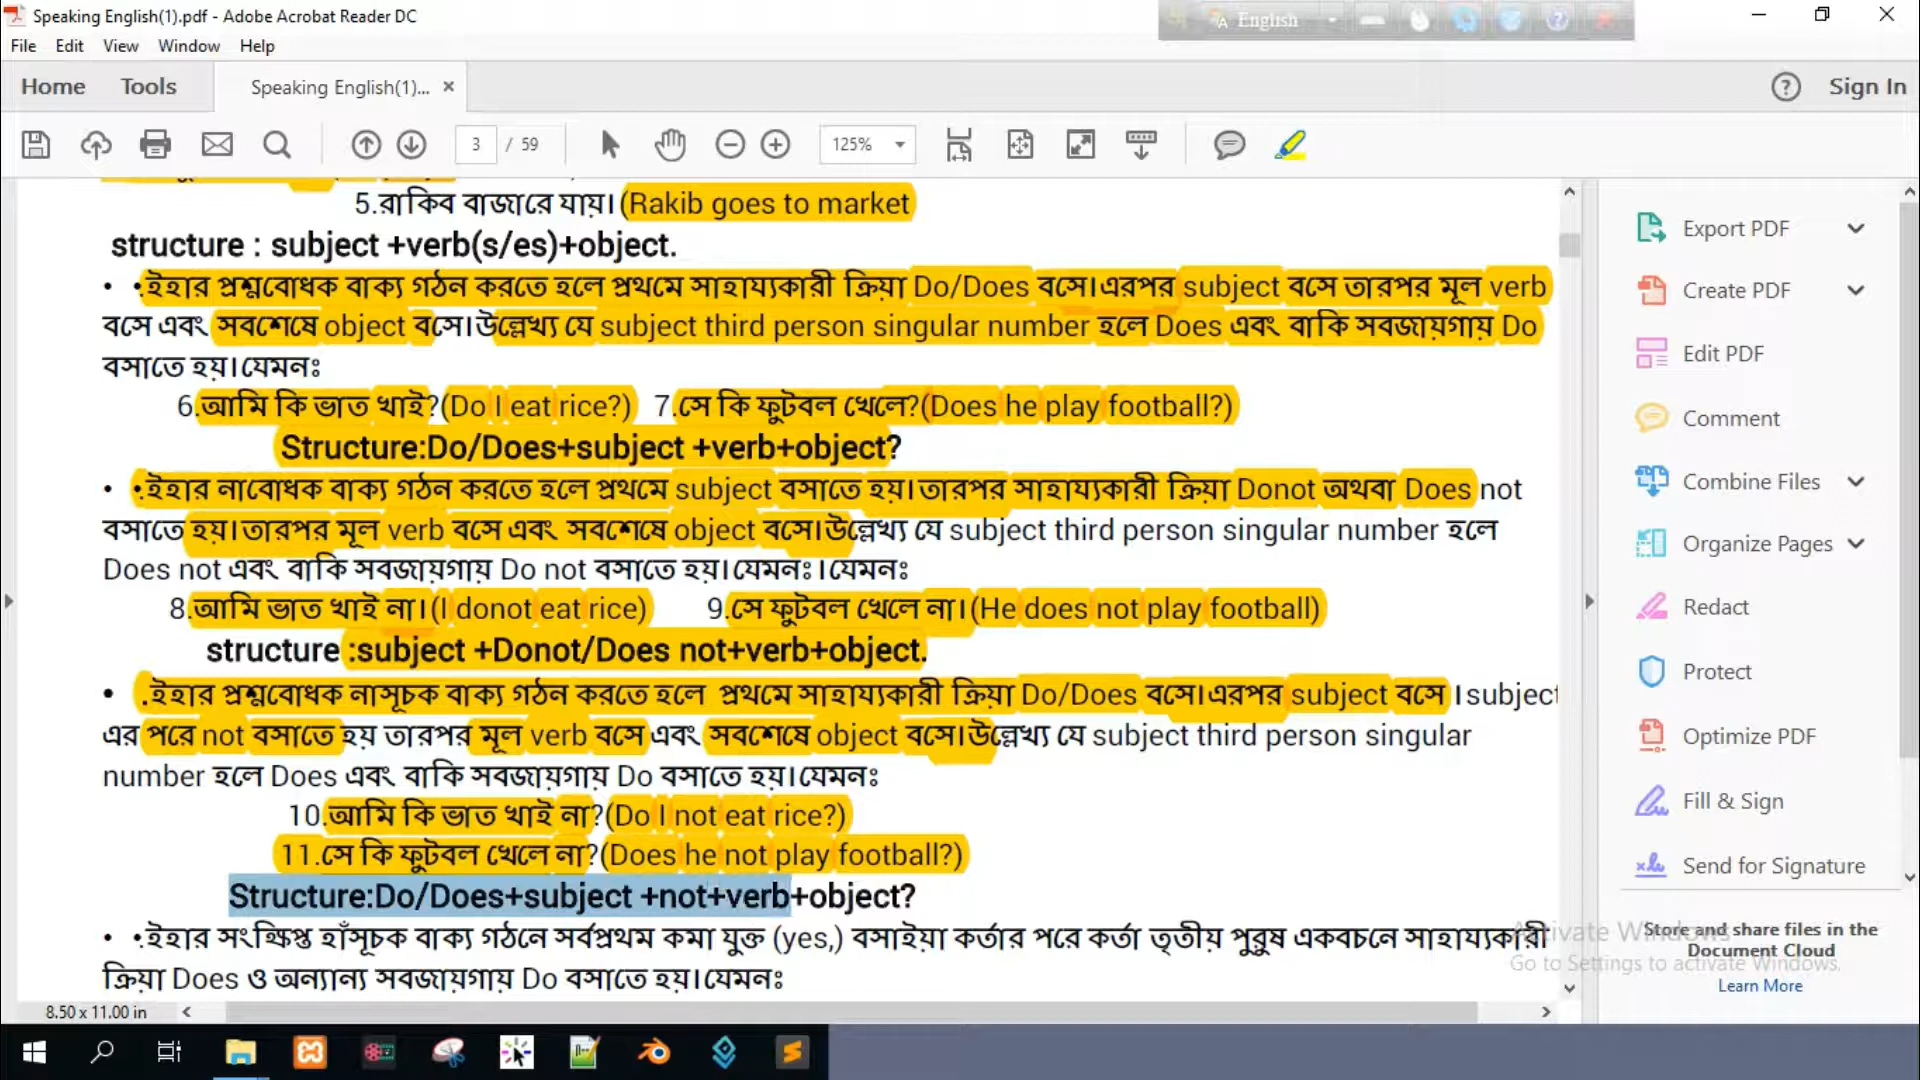 Speaking English(1).pdf - Adobe Acrobat Reader DC
English
File Edit View Window Help
Home Tools Speaking English(1)... × Sign In
3 / 59 125%
5.রাকিব বাজারে যায়।(Rakib goes to market
structure : subject +verb(s/es)+object.
• •ইহার প্রশ্নবোধক বাক্য গঠন করতে হলে প্রথমে সাহায্যকারী ক্রিয়া Do/Does বসে।এরপর subject বসে তারপর মূল verb
বসে এবং সবশেষে object বসে।উল্লেখ্য যে subject third person singular number হলে Does এবং বাকি সবজায়গায় Do
বসাতে হয়।যেমনঃ
6.আমি কি ভাত খাই?(Do I eat rice?) 7.সে কি ফুটবল খেলে?(Does he play football?)
Structure:Do/Does+subject +verb+object?
• •ইহার নাবোধক বাক্য গঠন করতে হলে প্রথমে subject বসাতে হয়।তারপর সাহায্যকারী ক্রিয়া Donot অথবা Does not
বসাতে হয়।তারপর মূল verb বসে এবং সবশেষে object বসে।উল্লেখ্য যে subject third person singular number হলে
Does not এবং বাকি সবজায়গায় Do not বসাতে হয়।যেমনঃ।যেমনঃ
8.আমি ভাত খাই না।(I donot eat rice) 9.সে ফুটবল খেলে না।(He does not play football)
structure :subject +Donot/Does not+verb+object.
• .ইহার প্রশ্নবোধক নাসূচক বাক্য গঠন করতে হলে প্রথমে সাহায্যকারী ক্রিয়া Do/Does বসে।এরপর subject বসে ।subject
এর পরে not বসাতে হয় তারপর মূল verb বসে এবং সবশেষে object বসে।উল্লেখ্য যে subject third person singular
number হলে Does এবং বাকি সবজায়গায় Do বসাতে হয়।যেমনঃ
10.আমি কি ভাত খাই না?(Do I not eat rice?)
11.সে কি ফুটবল খেলে না?(Does he not play football?)
Structure:Do/Does+subject +not+verb+object?
• •ইহার সংক্ষিপ্ত হাঁসূচক বাক্য গঠনে সর্বপ্রথম কমা যুক্ত (yes,) বসাইয়া কর্তার পরে কর্তা তৃতীয় পুরুষ একবচনে সাহায্যকারী
ক্রিয়া Does ও অন্যান্য সবজায়গায় Do বসাতে হয়।যেমনঃ
8.50 x 11.00 in
Export PDF
Create PDF
Edit PDF
Comment
Combine Files
Organize Pages
Redact
Protect
Optimize PDF
Fill & Sign
Send for Signature
Store and share files in the
Document Cloud
Learn More
Activate Windows
Go to Settings to activate Windows.